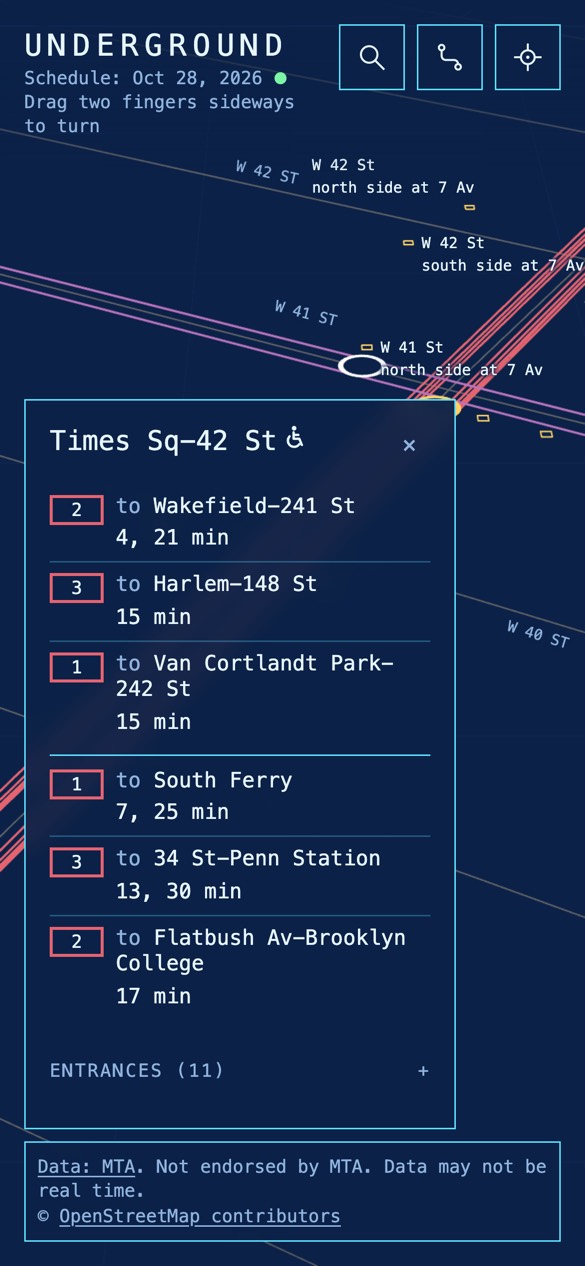 UNDERGROUND
Schedule: Oct 28, 2026
Drag two fingers sideways
to turn
W 42 ST
W 42 St
north side at 7 Av
W 42 St
south side at 7 Av
W 41 ST
W 41 St
north side at 7 Av
Times Sq-42 St
×
2
to Wakefield-241 St
4, 21 min
3
to Harlem-148 St
15 min
1
to Van Cortlandt Park-
242 St
15 min
1
to South Ferry
7, 25 min
3
to 34 St-Penn Station
13, 30 min
2
to Flatbush Av-Brooklyn
College
17 min
W 40 ST
ENTRANCES (11)
+
Data: MTA. Not endorsed by MTA. Data may not be
real time.
© OpenStreetMap contributors